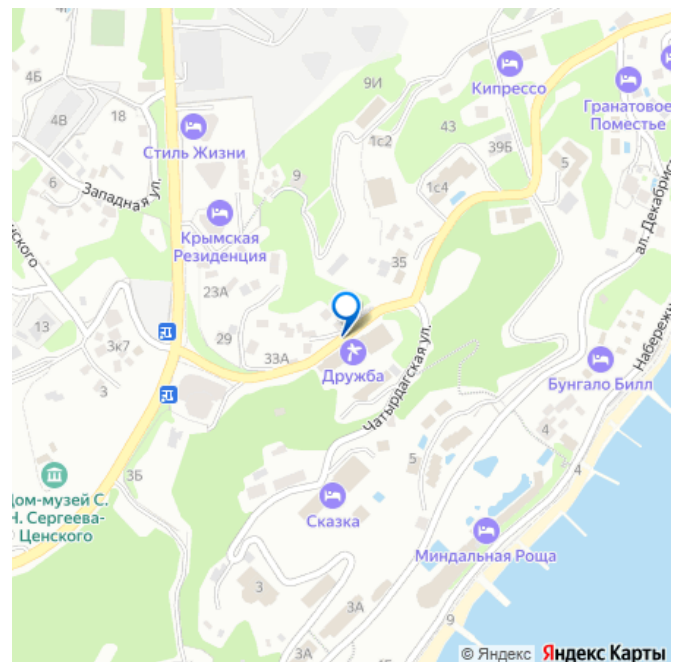 4Б
9И
Кипрессо
Гранатовое
Поместье
4В
18
1с2
43
39Б
5
Стиль Жизни
6
Западная ул.
9
1с4
ал. Декабрис
нского
Крымская
Резиденция
35
23А
Набережн
13
3к7
29
33А
Дружба
Чатырдагская ул.
Бунгало Билл
3
4
4
3Б
5
Дом-музей С.
Н. Сергеева-
Ценского
Сказка
Миндальная Роща
3
3А
9
3А
© Яндекс Яндекс Карты